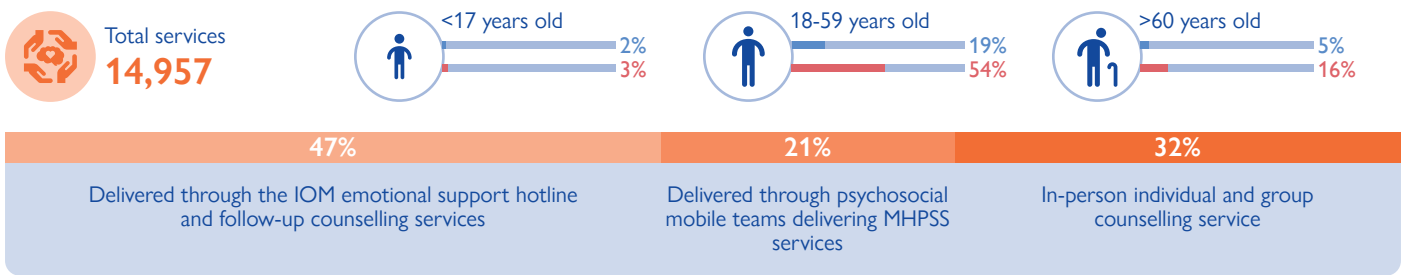 Total services
14,957
<17 years old
2%
3%
18-59 years old
19%
54%
>60 years old
5%
16%
47%
21%
32%
Delivered through the IOM emotional support hotline
and follow-up counselling services
Delivered through psychosocial
mobile teams delivering MHPSS
services
In-person individual and group
counselling service